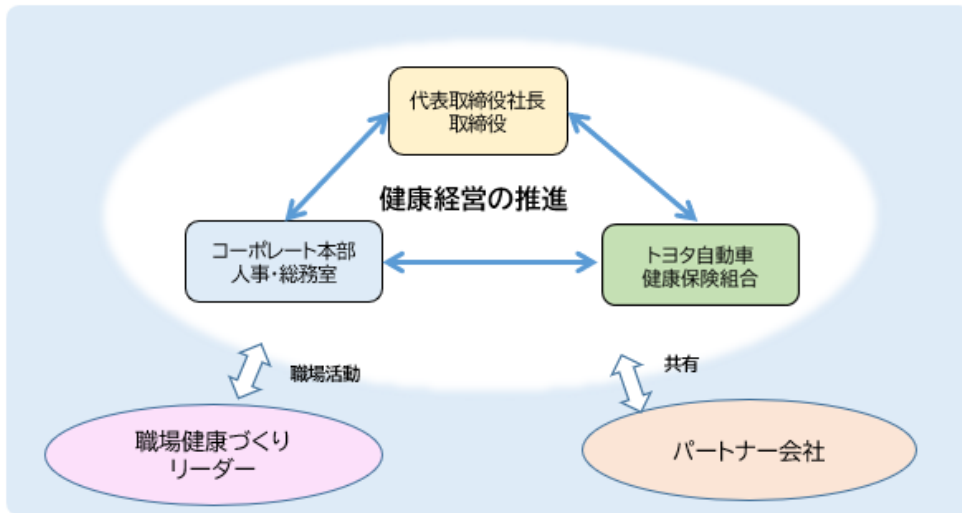 代表取締役社長
取締役
健康経営の推進
コーポレート本部
人事・総務室
トヨタ自動車
健康保険組合
職場活動
共有
職場健康づくり
リーダー
パートナー会社